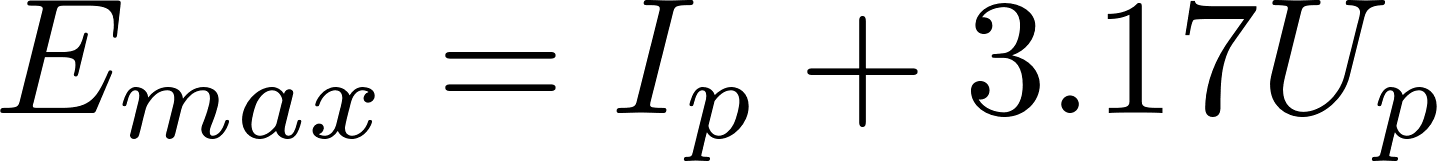 E_{max} = I_p + 3.17U_p